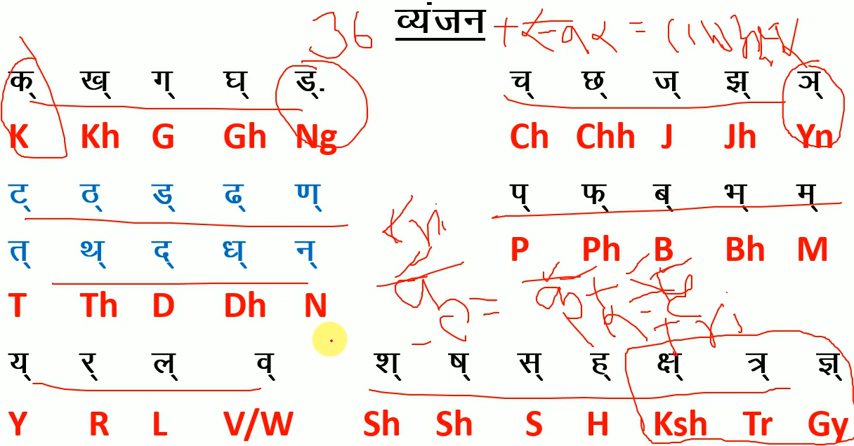 36 व्यंजन
क् ख् ग् घ् ड्. च् छ् ज् झ् ञ्
K Kh G Gh Ng Ch Chh J Jh Yn
ट् ठ् ड् ढ् ण् प् फ् ब् भ् म्
त् थ् द् ध् न् P Ph B Bh M
T Th D Dh N
य् र् ल् व् श् ष् स् ह् क्ष् त्र् ज्ञ्
Y R L V/W Sh Sh S H Ksh Tr Gy